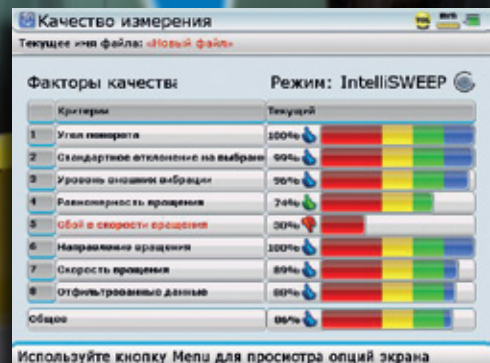 Качество измерения
Текущее имя файла: «Новый файл»
Факторы качества Режим: IntelliSWEEP
Критерии Текущий
1 Угол поворота 100%
2 Стандартное отклонение на выбран 99%
3 Уровень внешних вибрации 96%
4 Равномерность вращения 74%
5 Сбой в скорости вращения 30%
6 Направление вращения 100%
7 Скорость вращения 89%
8 Отфильтрованные данные 88%
Общее 86%
Используйте кнопку Menu для просмотра опций экрана